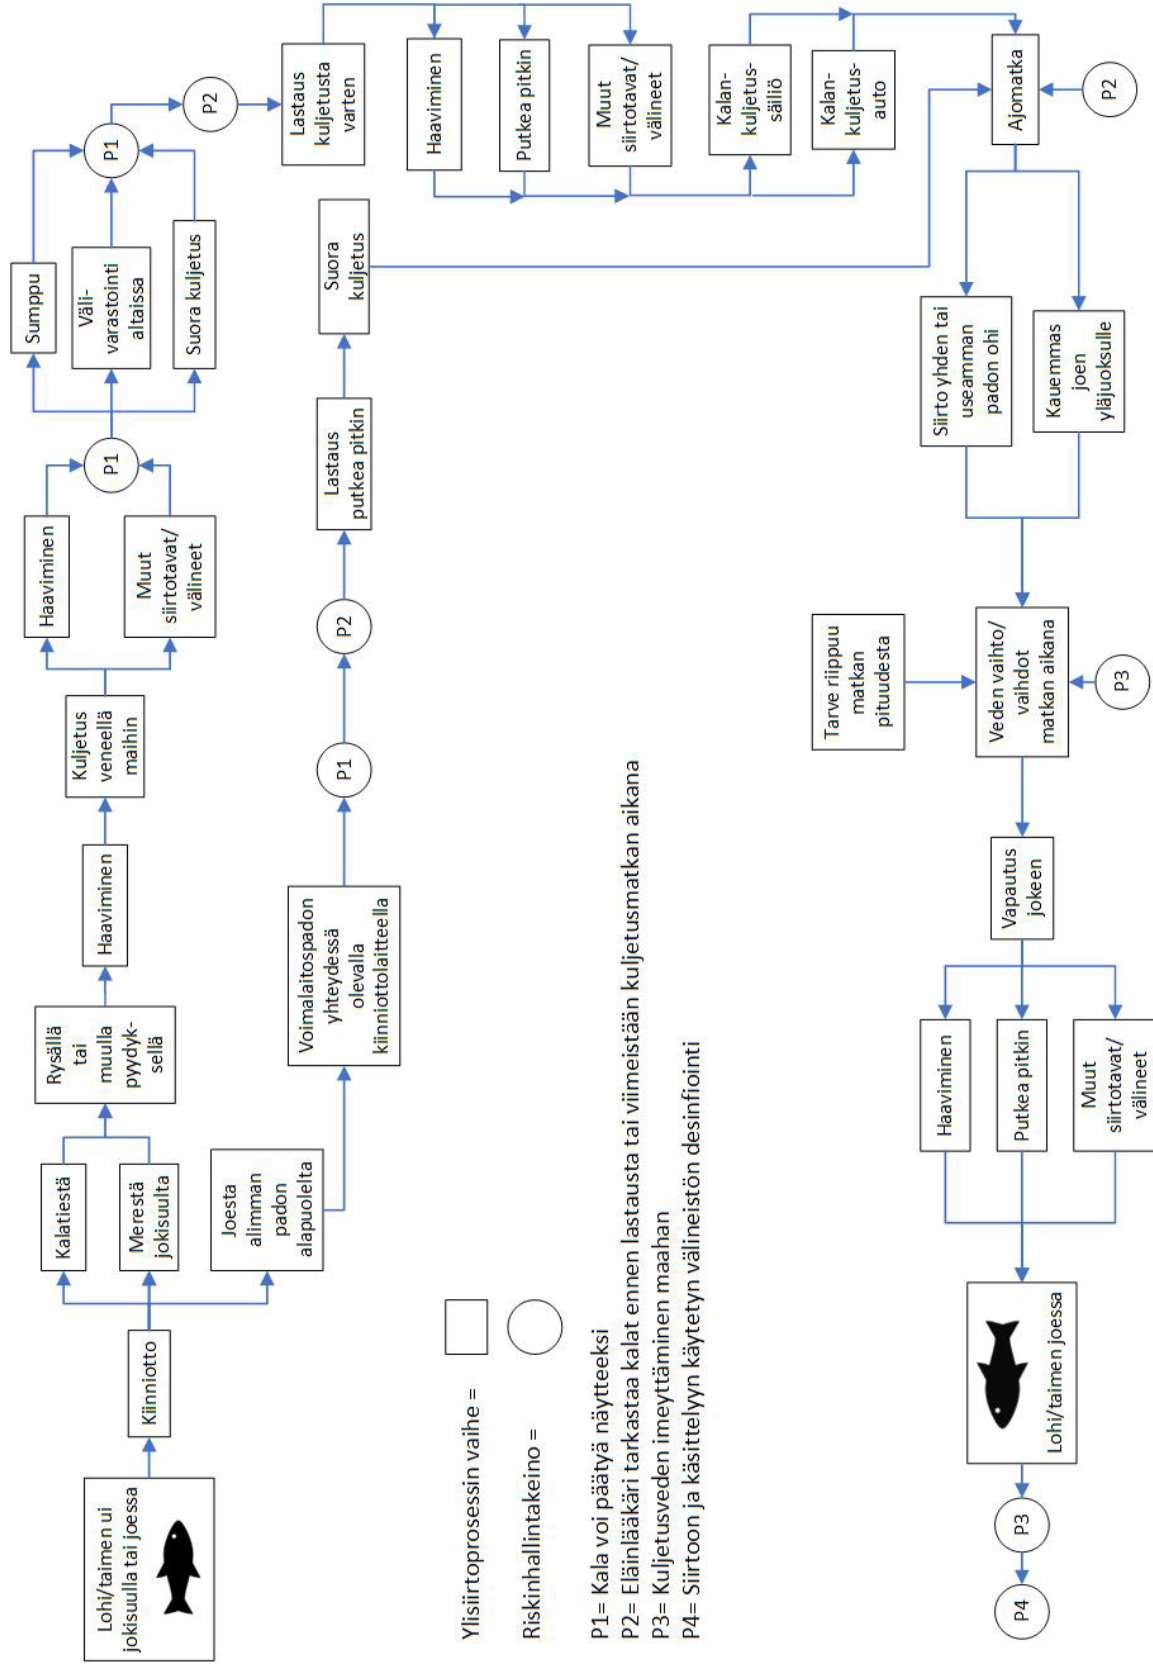 Lohi/taimen ui
jokisuulla tai joessa
Kiinniotto
Kalatiestä
Merestä
jokisuulta
Joesta
alimman
padon
alapuolelta
Rysällä
tai
muulla
pyydyk-
sellä
Haaviminen
Kuljetus
veneellä
maihin
Haaviminen
Muut
siirtotavat/
välineet
P1
Sumppu
Väli-
varastointi
altaissa
Suora kuljetus
P1
P2
Voimalaitospadon
yhteydessä
olevalla
kiinniottolaitteella
P1
P2
Lastaus
putkea pitkin
Suora
kuljetus
Lastaus
kuljetusta
varten
Haaviminen
Putkea pitkin
Muut
siirtotavat/
välineet
Kalan-
kuljetus-
säiliö
Kalan-
kuljetus-
auto
Ajomatka
P2
Siirto yhden tai
useamman
padon ohi
Kauemmas
joen
yläjuoksulle
Tarve riippuu
matkan
pituudesta
Veden vaihto/
vaihdot
matkan aikana
P3
Vapautus
jokeen
Haaviminen
Putkea pitkin
Muut
siirtotavat/
välineet
Lohi/taimen joessa
P3
P4
Ylisiirtoprosessin vaihe =
Riskinhallintakeino =
P1= Kala voi päätyä näytteeksi
P2= Eläinlääkäri tarkastaa kalat ennen lastausta tai viimeistään kuljetusmatkan aikana
P3= Kuljetusveden imeyttäminen maahan
P4= Siirtoon ja käsittelyyn käytetyn välineistön desinfiointi